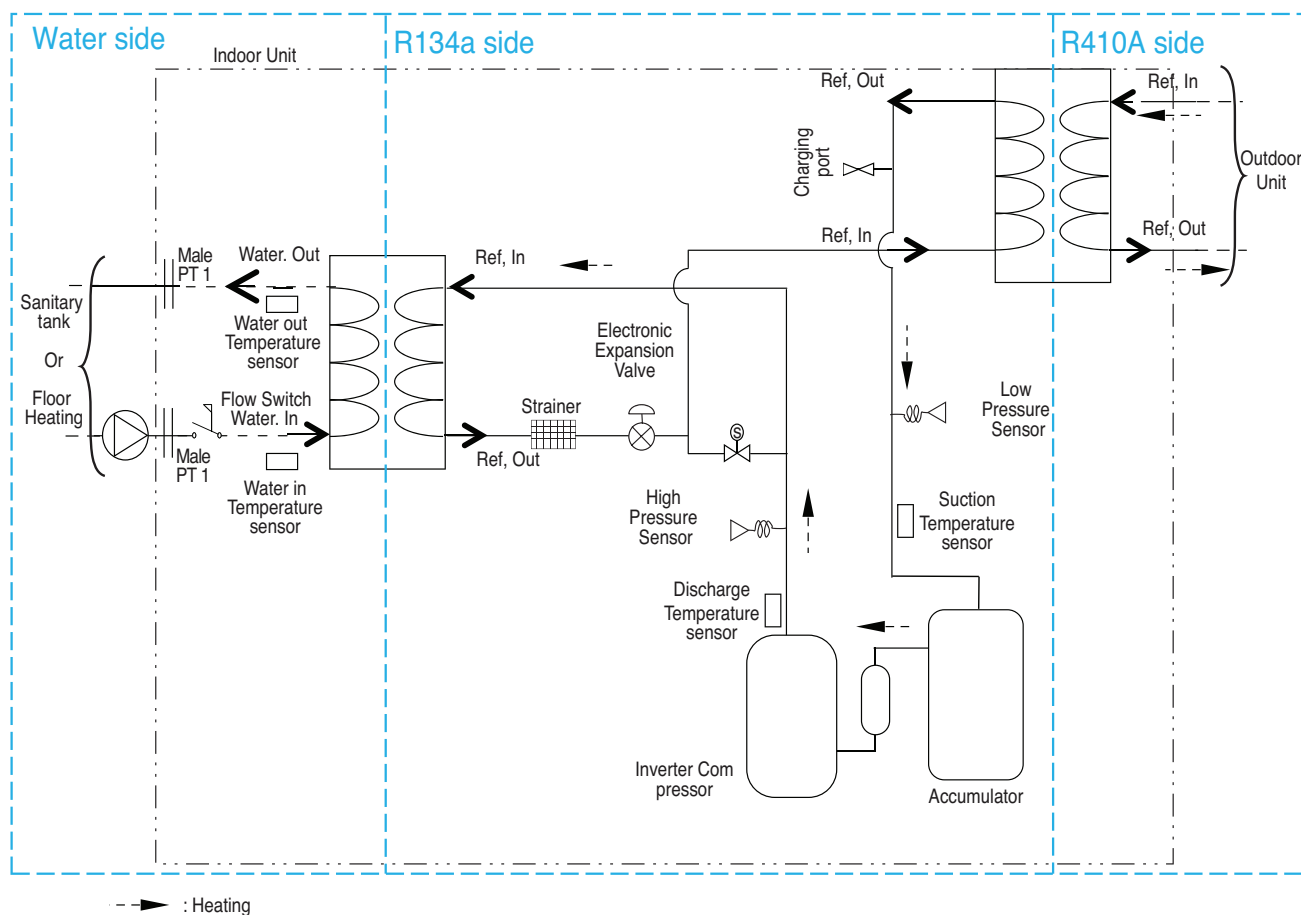 Water side
R134a side
R410A side
Indoor Unit
Ref, Out
Ref, In
Charging
port
Outdoor
Unit
Ref, In
Ref, Out
Male
PT 1
Water. Out
Ref, In
Sanitary
tank
Or
Floor
Heating
Water out
Temperature
sensor
Electronic
Expansion
Valve
Flow Switch
Water. In
Strainer
Low
Pressure
Sensor
Male
PT 1
Ref, Out
S
Water in
Temperature
sensor
High
Pressure
Sensor
Suction
Temperature
sensor
Discharge
Temperature
sensor
Inverter Com
pressor
Accumulator
: Heating